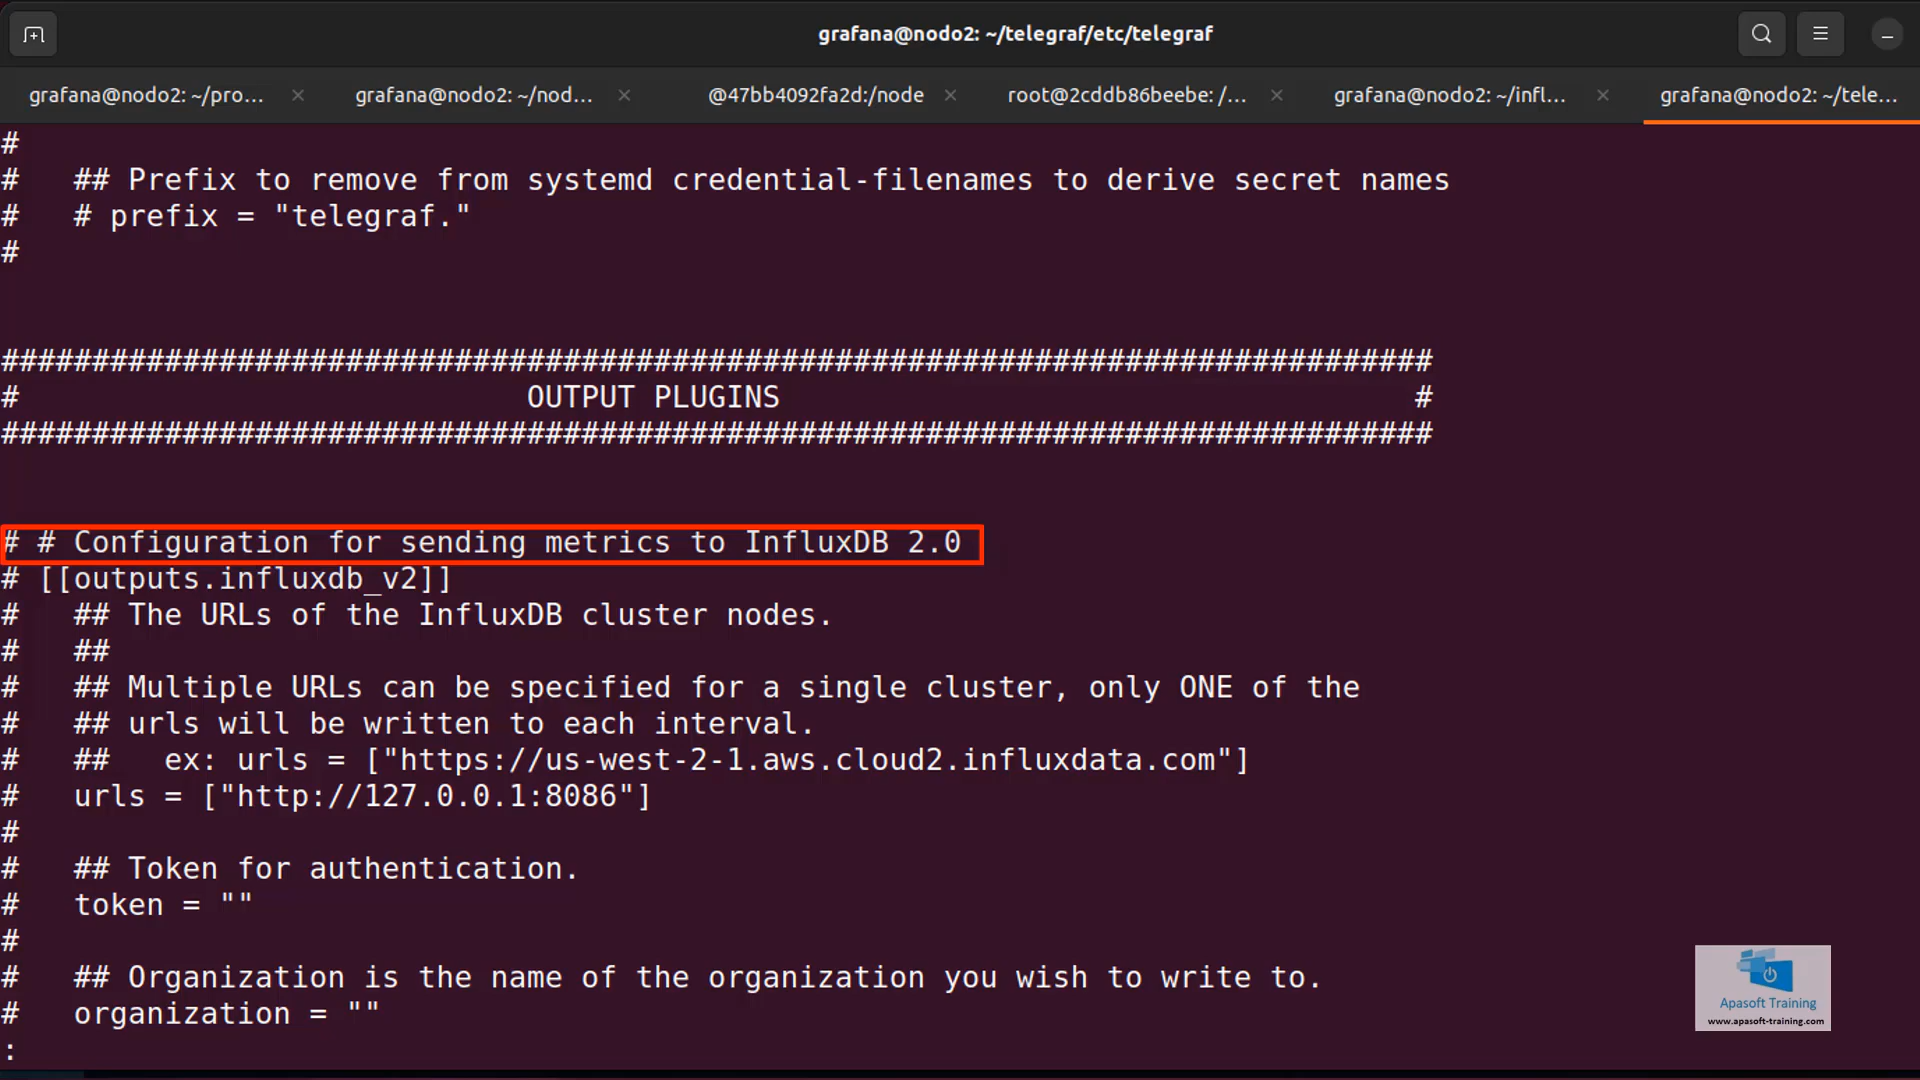 grafana@nodo2: ~/telegraf/etc/telegraf
grafana@nodo2: ~/pro... × grafana@nodo2: ~/nod... × @47bb4092fa2d:/node × root@2cddb86beebe: /... × grafana@nodo2: ~/infl... × grafana@nodo2: ~/tele...
#
#   ## Prefix to remove from systemd credential-filenames to derive secret names
#   # prefix = "telegraf."
#
###############################################################################
#                            OUTPUT PLUGINS                                   #
###############################################################################
# # Configuration for sending metrics to InfluxDB 2.0
# [[outputs.influxdb_v2]]
#   ## The URLs of the InfluxDB cluster nodes.
#   ##
#   ## Multiple URLs can be specified for a single cluster, only ONE of the
#   ## urls will be written to each interval.
#   ##   ex: urls = ["https://us-west-2-1.aws.cloud2.influxdata.com"]
#   urls = ["http://127.0.0.1:8086"]
#
#   ## Token for authentication.
#   token = ""
#
#   ## Organization is the name of the organization you wish to write to.
#   organization = ""
:
Apasoft Training
www.apasoft-training.com